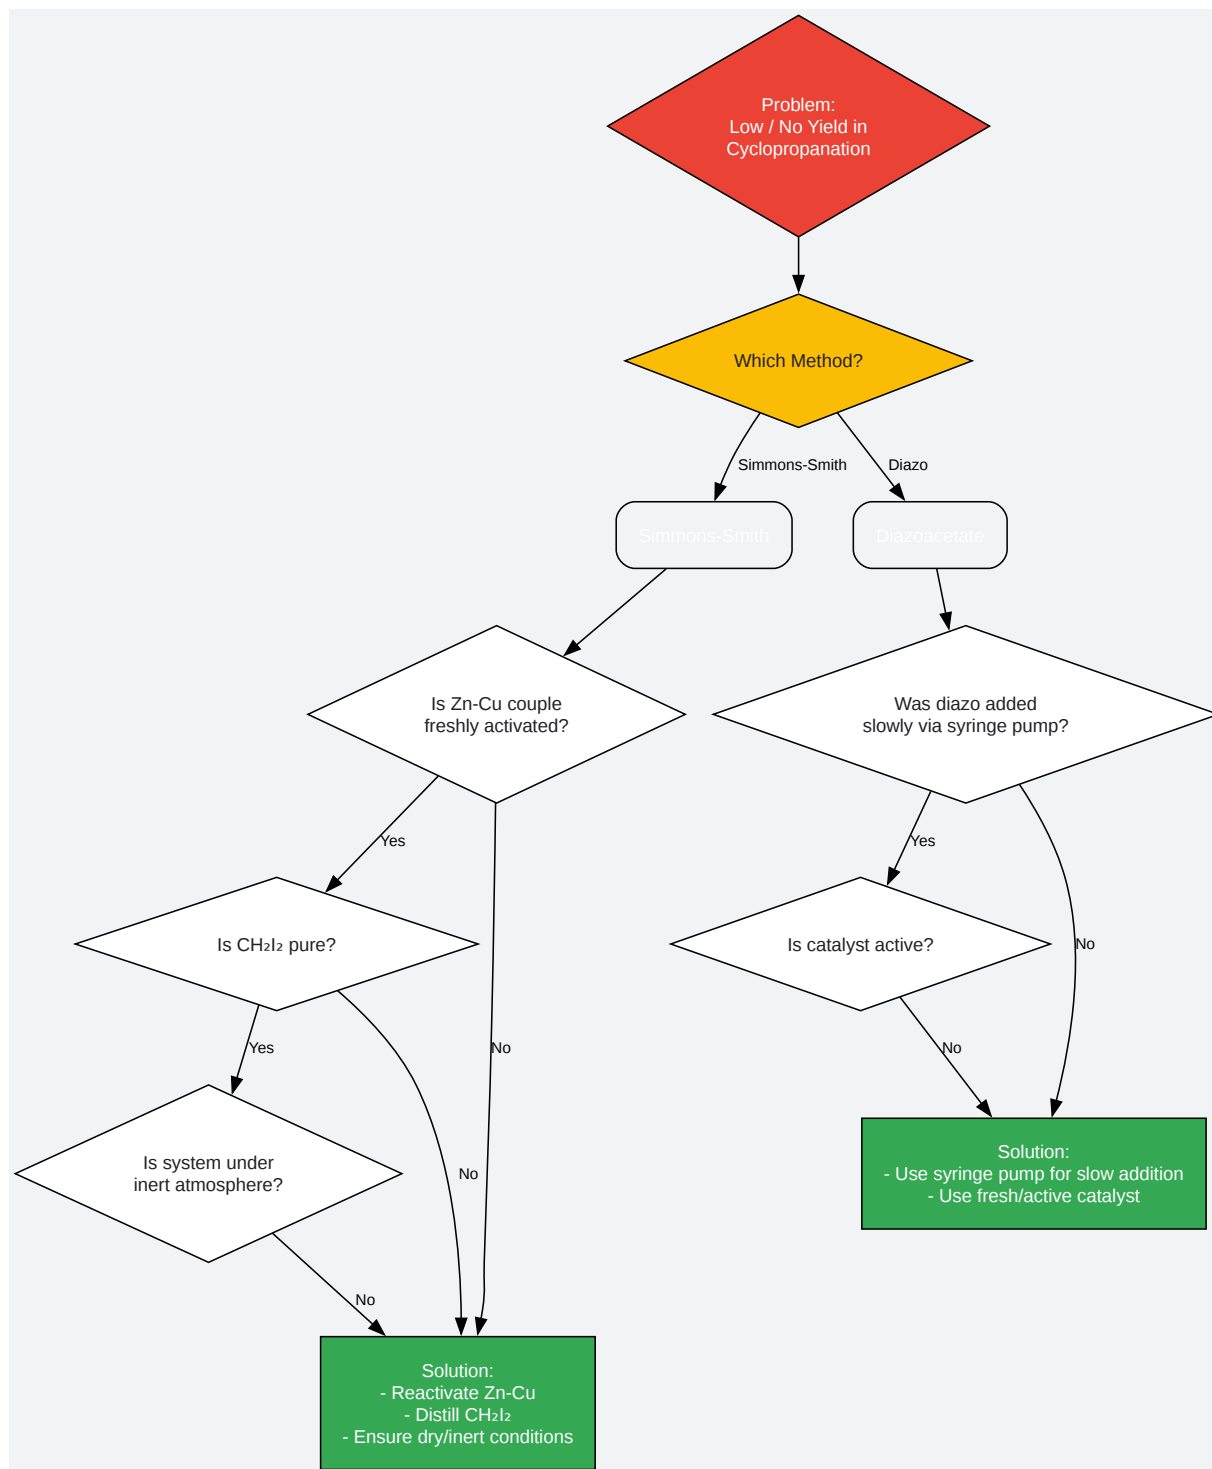 Problem:
Low / No Yield in
Cyclopropanation
Which Method?
Simmons-Smith
Diazo
Simmons-Smith
Diazoacetate
Is Zn-Cu couple
freshly activated?
Was diazo added
slowly via syringe pump?
Yes
Yes
Is CH₂I₂ pure?
Is catalyst active?
No
Yes
No
No
Is system under
inert atmosphere?
No
Solution:
- Use syringe pump for slow addition
- Use fresh/active catalyst
No
Solution:
- Reactivate Zn-Cu
- Distill CH₂I₂
- Ensure dry/inert conditions